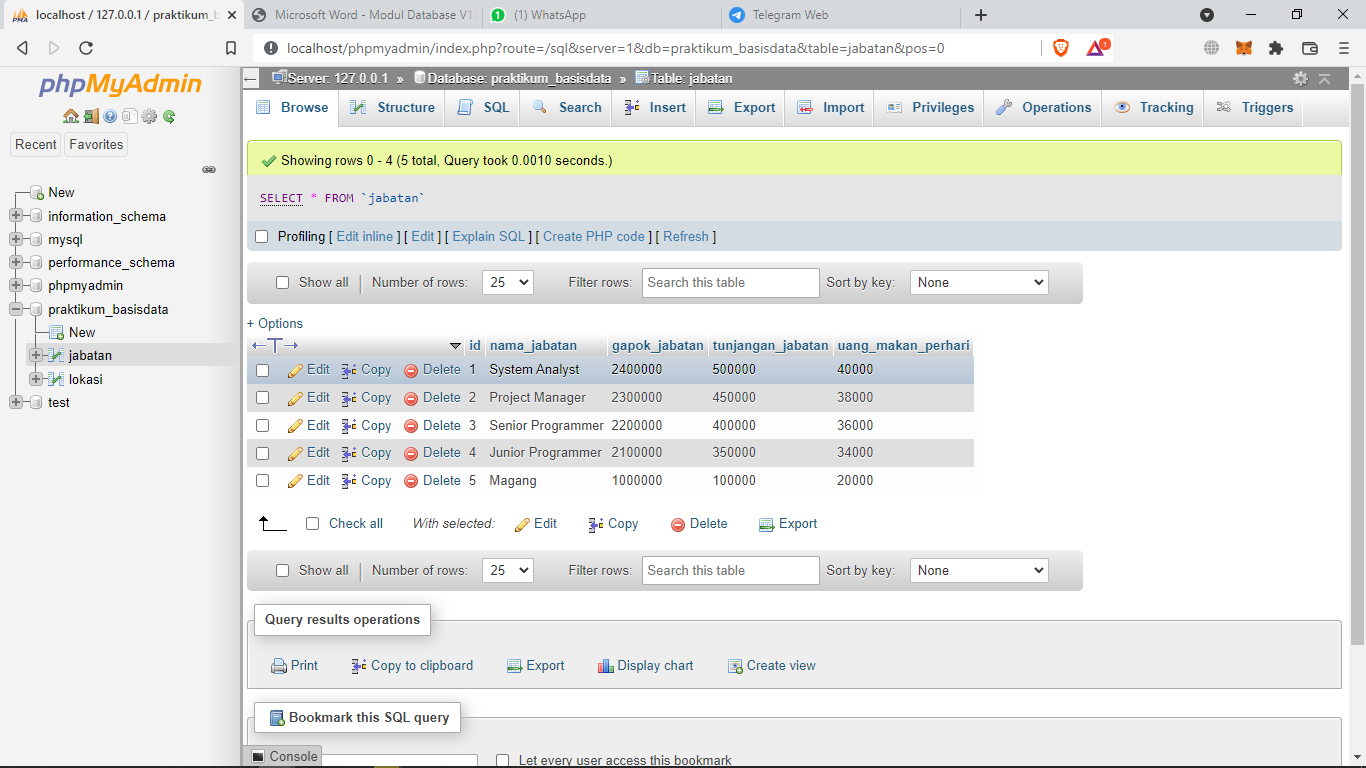 localhost / 127.0.0.1 / praktikum_b
Microsoft Word - Modul Database V1.
(1) WhatsApp
Telegram Web
localhost/phpmyadmin/index.php?route=/sql&server=1&db=praktikum_basisdata&table=jabatan&pos=0
1
phpMyAdmin
Recent
Favorites
New
information_schema
mysql
performance_schema
phpmyadmin
praktikum_basisdata
New
jabatan
lokasi
test
Server: 127.0.0.1 » Database: praktikum_basisdata » Table: jabatan
Browse Structure SQL Search Insert Export Import Privileges Operations Tracking Triggers
Showing rows 0 - 4 (5 total, Query took 0.0010 seconds.)
SELECT * FROM `jabatan`
Profiling [ Edit inline ] [ Edit ] [ Explain SQL ] [ Create PHP code ] [ Refresh ]
Show all Number of rows: 25 Filter rows: Search this table Sort by key: None
+ Options
←T→ id nama_jabatan gapok_jabatan tunjangan_jabatan uang_makan_perhari
Edit Copy Delete 1 System Analyst 2400000 500000 40000
Edit Copy Delete 2 Project Manager 2300000 450000 38000
Edit Copy Delete 3 Senior Programmer 2200000 400000 36000
Edit Copy Delete 4 Junior Programmer 2100000 350000 34000
Edit Copy Delete 5 Magang 1000000 100000 20000
Check all With selected: Edit Copy Delete Export
Show all Number of rows: 25 Filter rows: Search this table Sort by key: None
Query results operations
Print Copy to clipboard Export Display chart Create view
Bookmark this SQL query
Console
Let every user access this bookmark